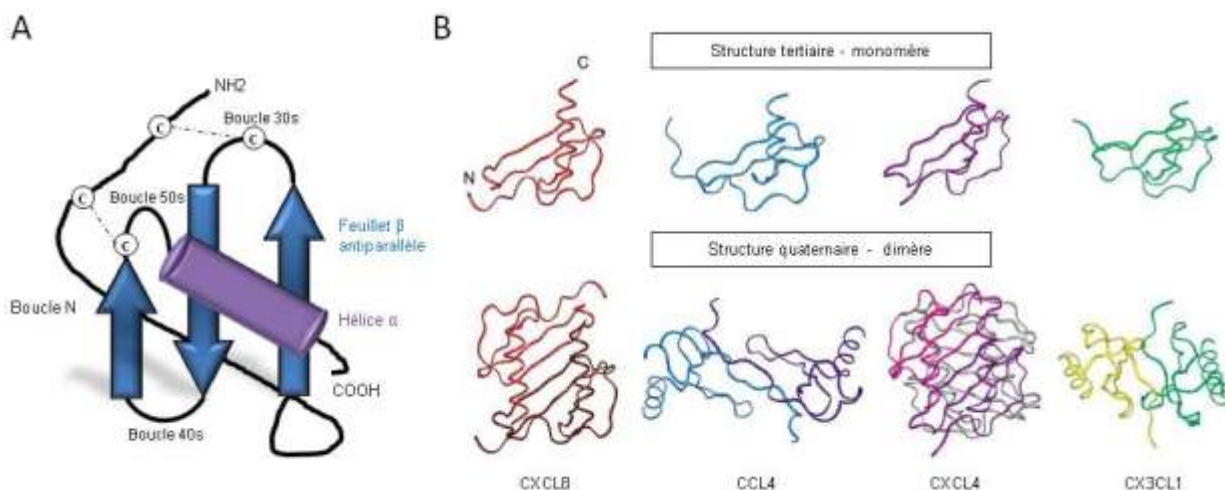 A
NH2
C
Boucle 30s
C
C
Boucle 50s
C
Feuillet β
antiparallèle
Boucle N
Hélice α
COOH
Boucle 40s
B
Structure tertiaire - monomère
C
N
Structure quaternaire - dimère
CXCL8 CCL4 CXCL4 CX3CL1